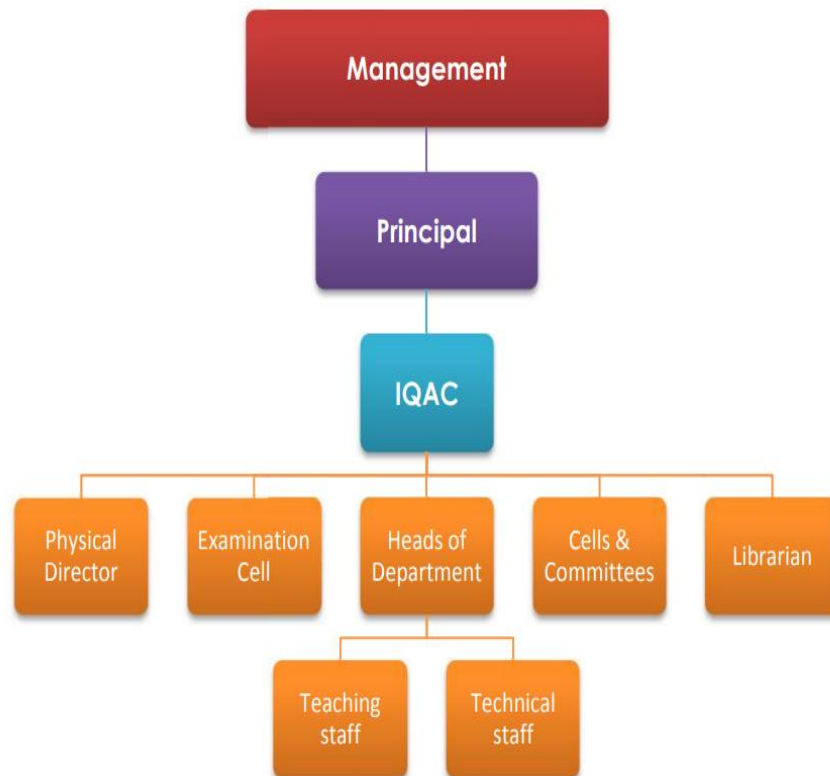 Management
Principal
IQAC
Physical
Director
Examination
Cell
Heads of
Department
Cells &
Committees
Librarian
Teaching
staff
Technical
staff